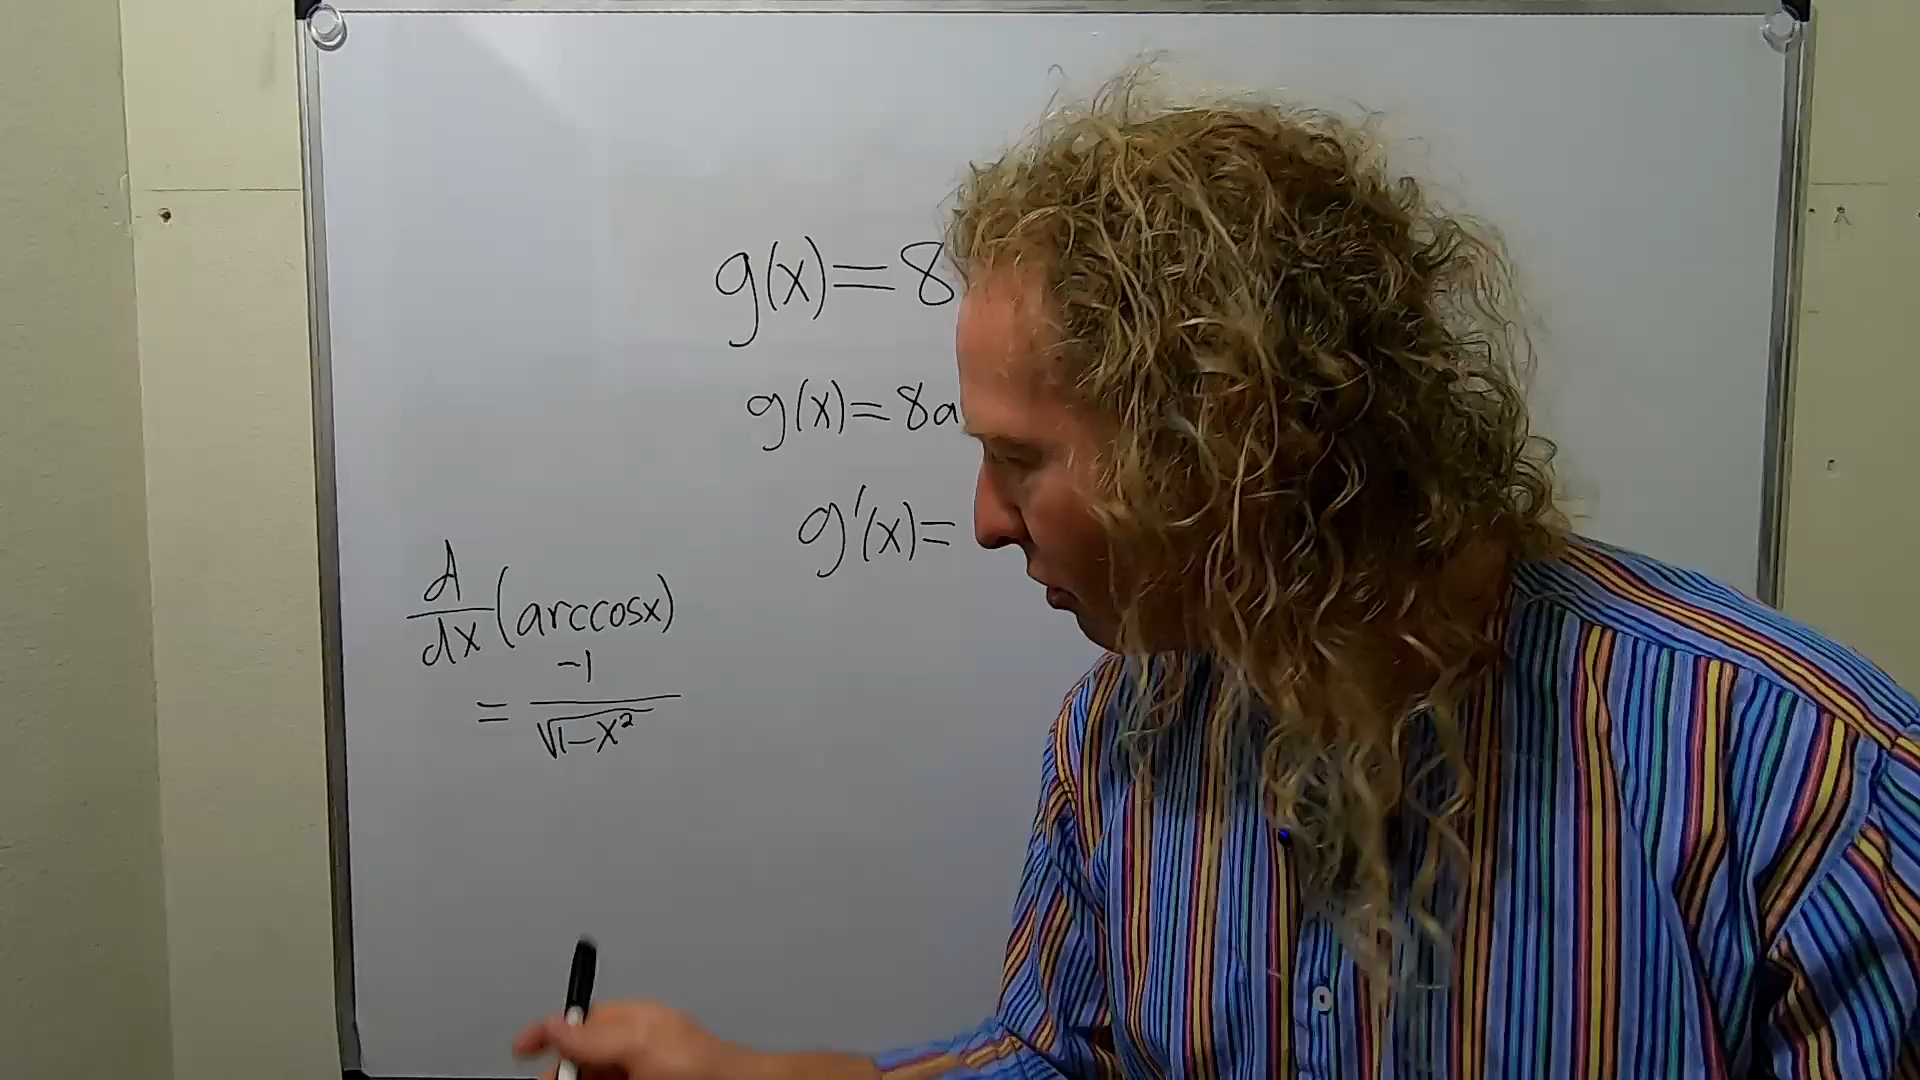 g(x)=8
g(x)=8a
g'(x)=
d/dx (arccosx)
= -1/√1-x²